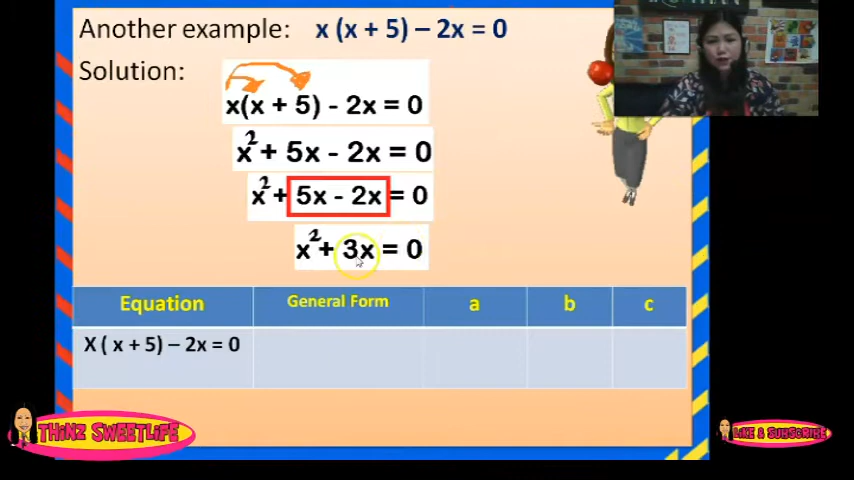 Another example: x (x + 5) – 2x = 0
Solution:
x(x + 5) - 2x = 0
x² + 5x - 2x = 0
x² + 5x - 2x = 0
x² + 3x = 0
Equation General Form a b c
X ( x + 5) – 2x = 0
THINZ SWEETLIFE
LIKE & SUBSCRIBE